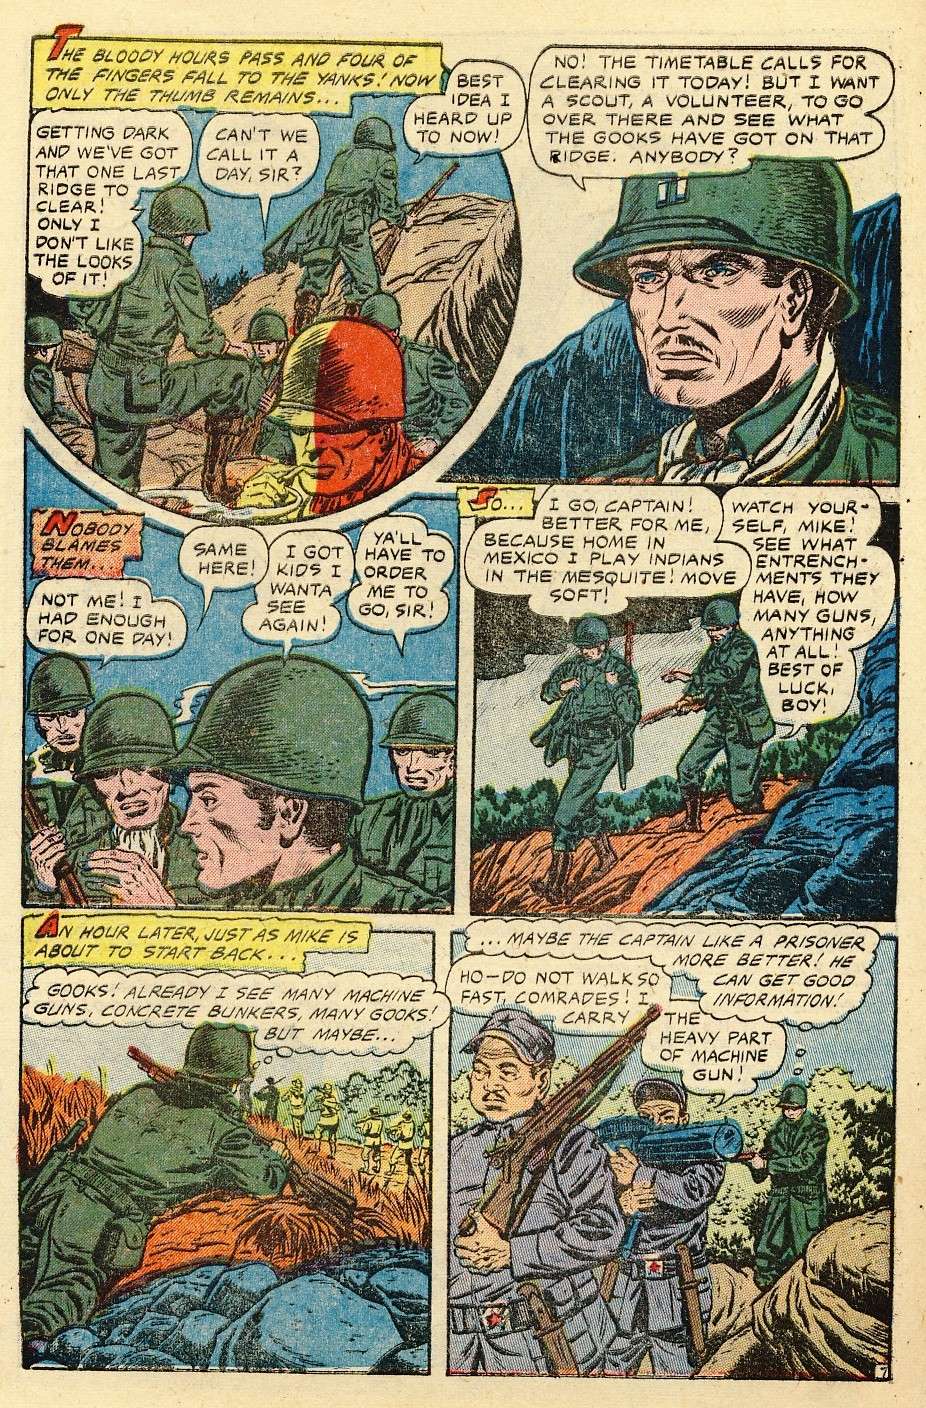 THE BLOODY HOURS PASS AND FOUR OF
THE FINGERS FALL TO THE YANKS! NOW
ONLY THE THUMB REMAINS...
GETTING DARK
AND WE'VE GOT
THAT ONE LAST
RIDGE TO
CLEAR!
ONLY I
DON'T LIKE
THE LOOKS
OF IT!
CAN'T WE
CALL IT A
DAY, SIR?
BEST
IDEA I
HEARD UP
TO NOW!
NO! THE TIMETABLE CALLS FOR
CLEARING IT TODAY! BUT I WANT
A SCOUT, A VOLUNTEER, TO GO
OVER THERE AND SEE WHAT
THE GOOKS HAVE GOT ON THAT
RIDGE. ANYBODY?
NOBODY
BLAMES
THEM...
NOT ME! I
HAD ENOUGH
FOR ONE DAY!
SAME
HERE!
I GOT
KIDS I
WANTA
SEE
AGAIN!
YA'LL
HAVE TO
ORDER
ME TO
GO, SIR!
SO...
I GO, CAPTAIN!
BETTER FOR ME,
BECAUSE HOME IN
MEXICO I PLAY INDIANS
IN THE MESQUITE! MOVE
SOFT!
WATCH YOUR-
SELF, MIKE!
SEE WHAT
ENTRENCH-
MENTS THEY
HAVE, HOW
MANY GUNS,
ANYTHING
AT ALL!
BEST OF
LUCK,
BOY!
AN HOUR LATER, JUST AS MIKE IS
ABOUT TO START BACK...
GOOKS! ALREADY I SEE MANY MACHINE
GUNS, CONCRETE BUNKERS, MANY GOOKS!
BUT MAYBE...
...MAYBE THE CAPTAIN LIKE A PRISONER
MORE BETTER! HE
CAN GET GOOD
INFORMATION!
HO-DO NOT WALK SO
FAST, COMRADES! I
CARRY THE
HEAVY PART
OF MACHINE
GUN!
7